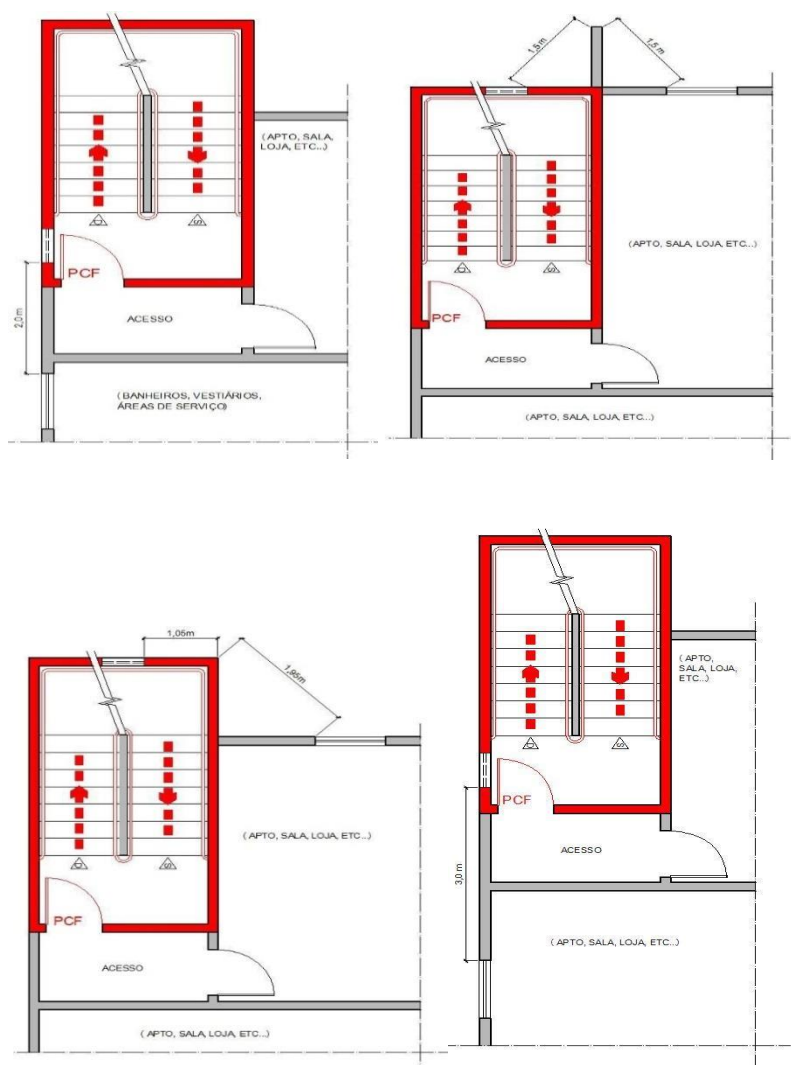 (APTO, SALA,
LOJA, ETC...)
D
S
PCF
2,0m
ACESSO
( BANHEIROS, VESTIÁRIOS,
ÁREAS DE SERVIÇO)
1,5m
1,5m
(APTO, SALA, LOJA, ETC...)
D
S
PCF
ACESSO
(APTO, SALA, LOJA, ETC...)
1,05m
1,95m
D
S
( APTO, SALA, LOJA, ETC...)
PCF
ACESSO
( APTO, SALA, LOJA, ETC...)
( APTO,
SALA, LOJA,
ETC...)
D
S
PCF
ACESSO
3,0 m
( APTO, SALA, LOJA, ETC...)